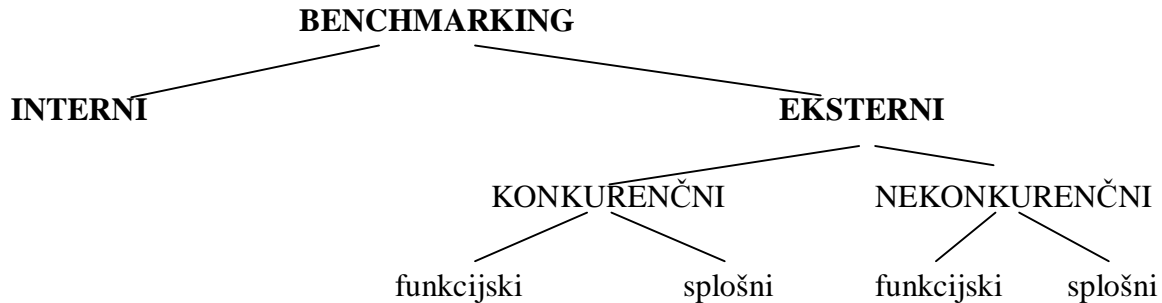 BENCHMARKING
INTERNI EKSTERNI
KONKURENČNI NEKONKURENČNI
funkcijski splošni funkcijski splošni